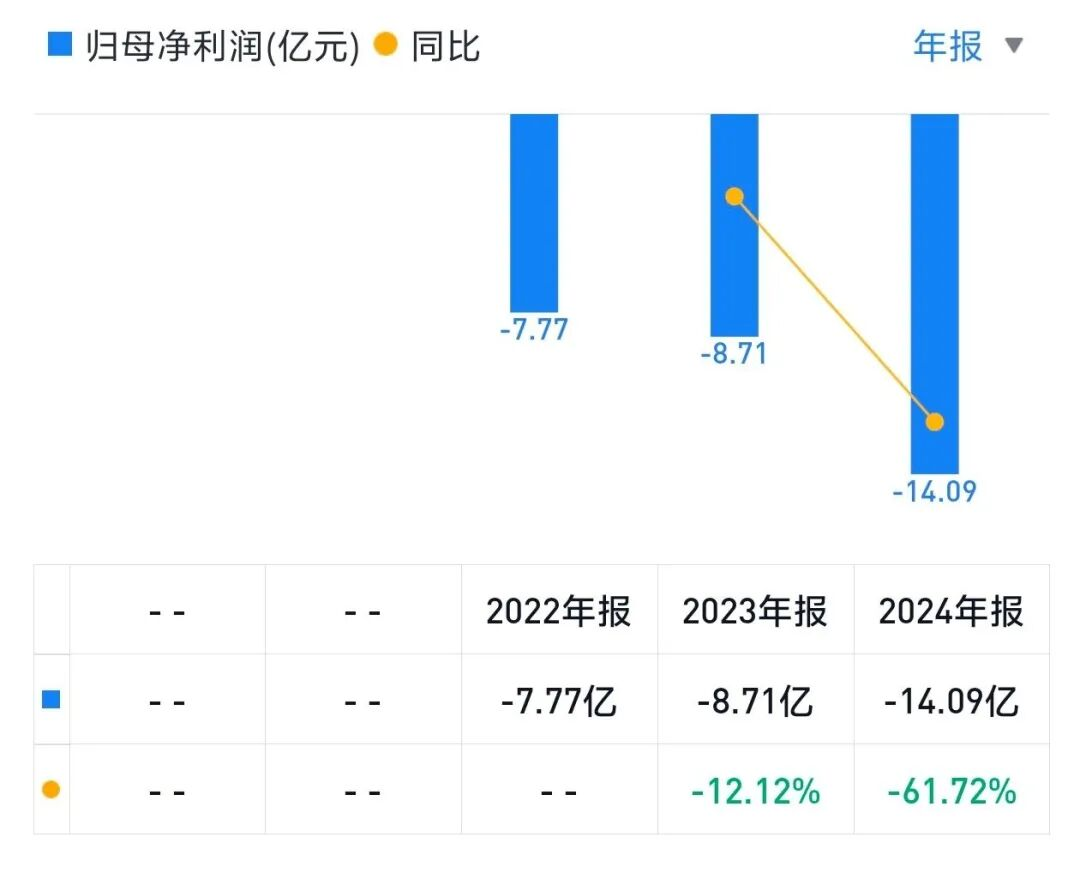 归母净利润(亿元) 同比 年报
-7.77
-8.71
-14.09
-- -- 2022年报 2023年报 2024年报
-- -- -7.77亿 -8.71亿 -14.09亿
-- -- -- -12.12% -61.72%